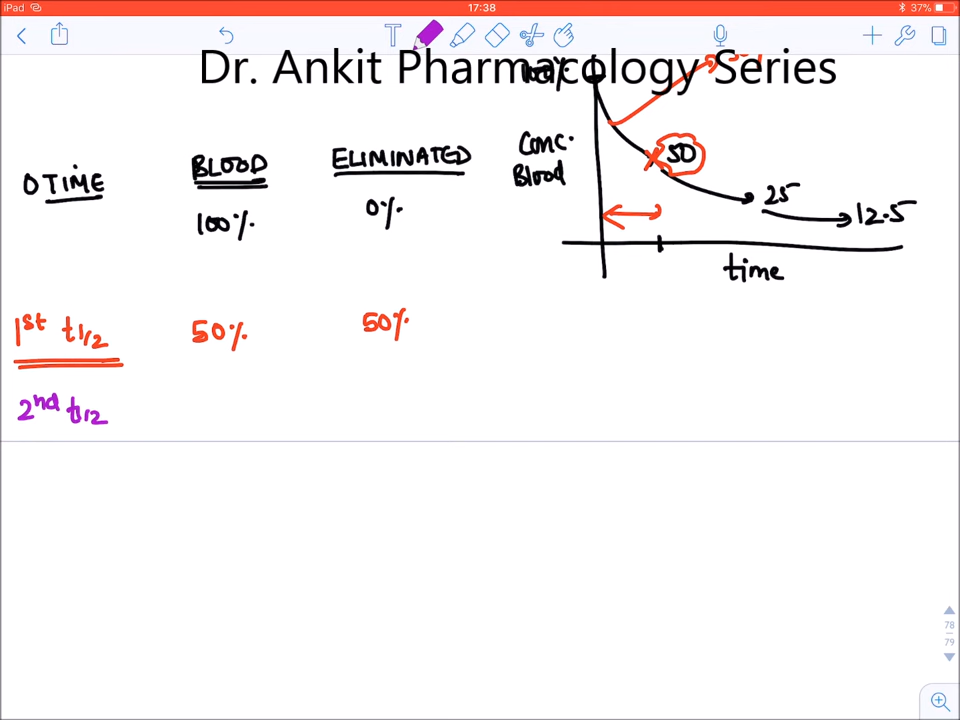 iPad 17:38 37%
T
Dr. Ankit Pharmacology Series
100%
Conc.
Blood
50
25
12.5
time
0 TIME BLOOD ELIMINATED
100% 0%
1st t1/2 50% 50%
2nd t1/2
78
79